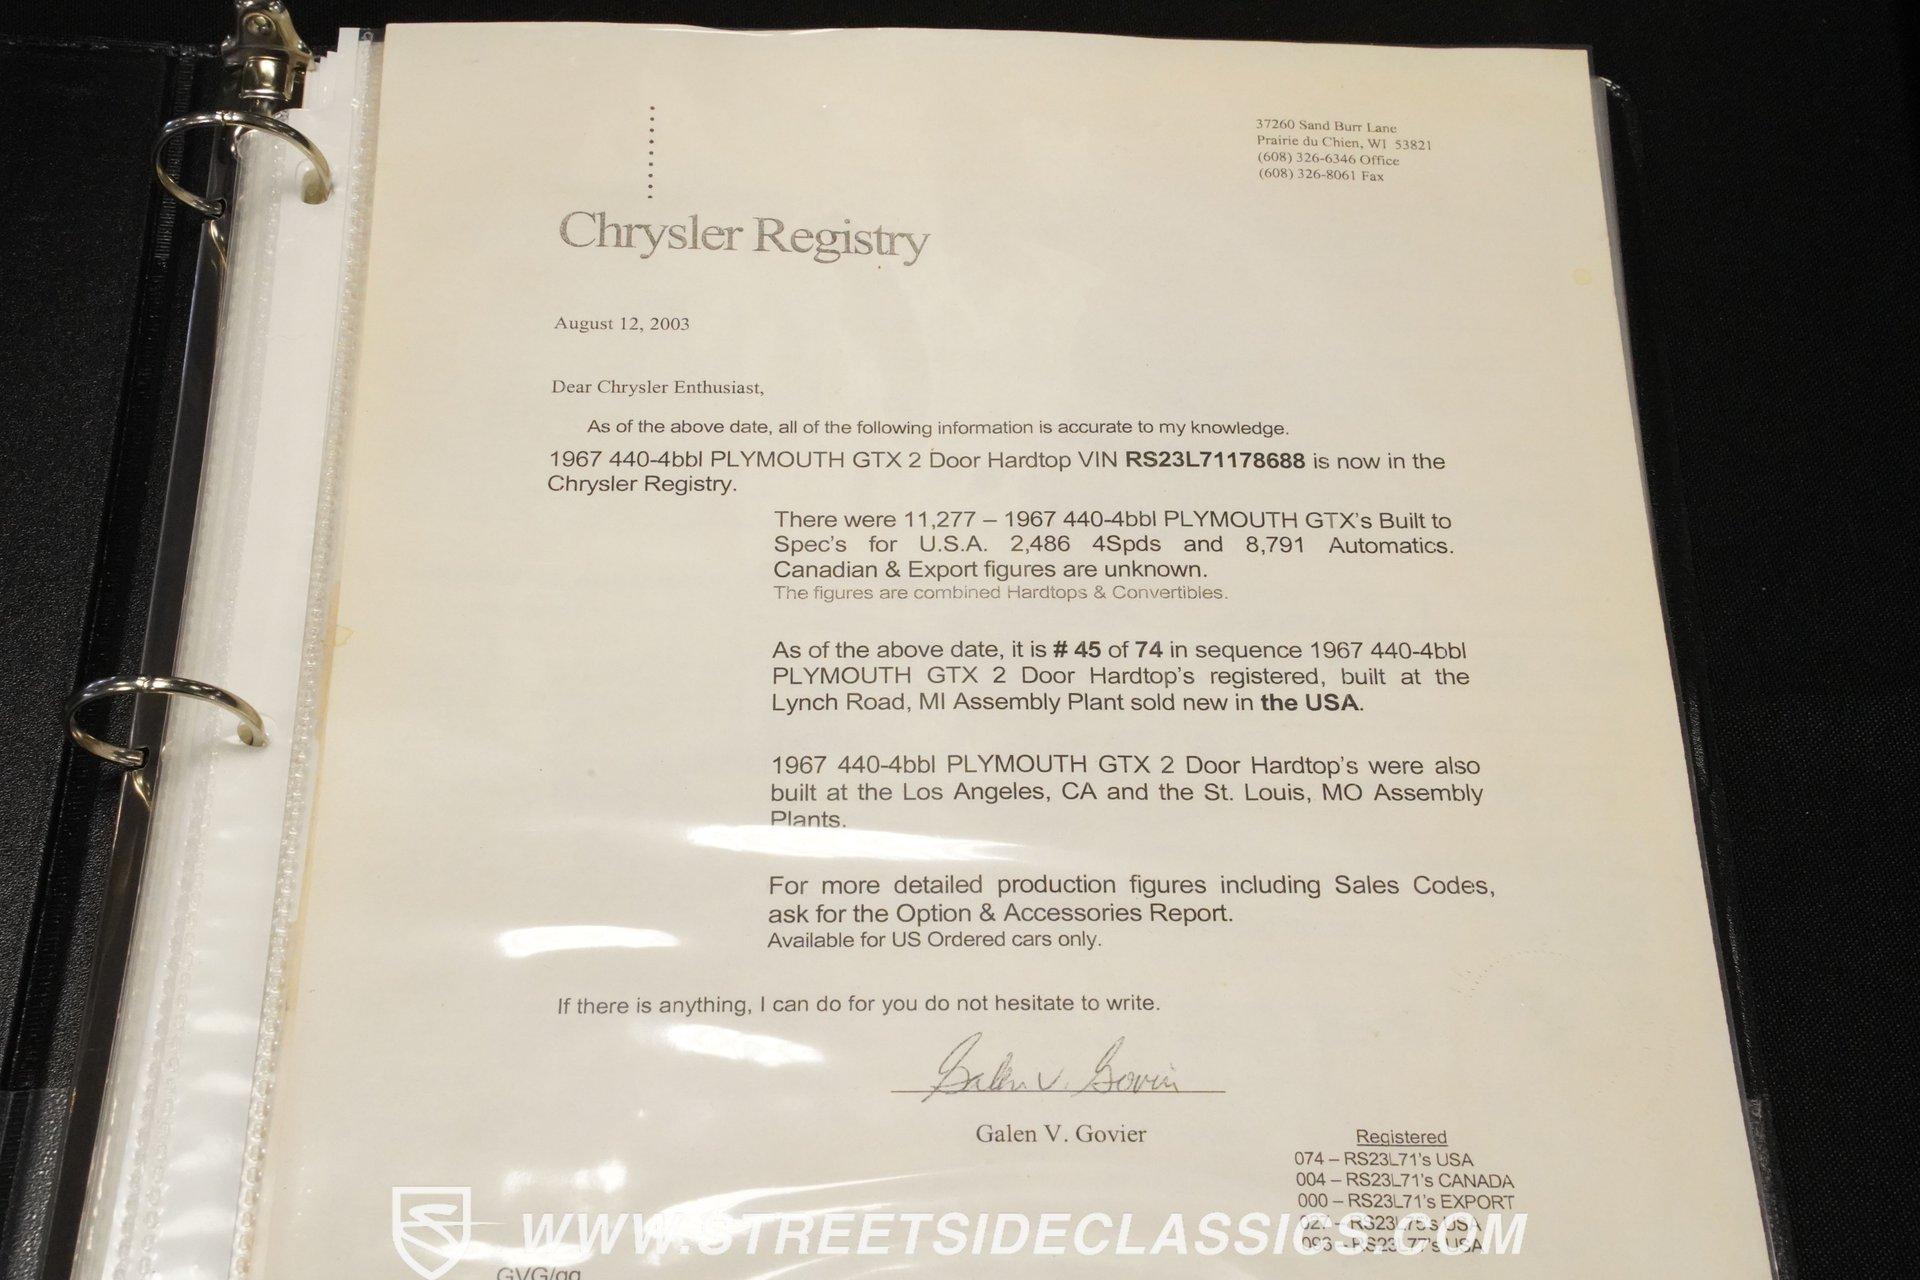 37260 Sand Burr Lane
Prairie du Chien, WI 53821
(608) 326-6346 Office
(608) 326-8061 Fax
Chrysler Registry
August 12, 2003
Dear Chrysler Enthusiast,
As of the above date, all of the following information is accurate to my knowledge.
1967 440-4bbl PLYMOUTH GTX 2 Door Hardtop VIN RS23L71178688 is now in the
Chrysler Registry.
There were 11,277 – 1967 440-4bbl PLYMOUTH GTX's Built to
Spec's for U.S.A. 2,486 4Spds and 8,791 Automatics.
Canadian & Export figures are unknown.
The figures are combined Hardtops & Convertibles.
As of the above date, it is # 45 of 74 in sequence 1967 440-4bbl
PLYMOUTH GTX 2 Door Hardtop's registered, built at the
Lynch Road, MI Assembly Plant sold new in the USA.
1967 440-4bbl PLYMOUTH GTX 2 Door Hardtop's were also
built at the Los Angeles, CA and the St. Louis, MO Assembly
Plants.
For more detailed production figures including Sales Codes,
ask for the Option & Accessories Report.
Available for US Ordered cars only.
If there is anything, I can do for you do not hesitate to write.
Galen V. Govier
Galen V. Govier
Registered
074 – RS23L71's USA
004 – RS23L71's CANADA
000 – RS23L71's EXPORT
027 – RS23L75's USA
WWW.STREETSIDECLASSICS.COM
RS23L77's USA